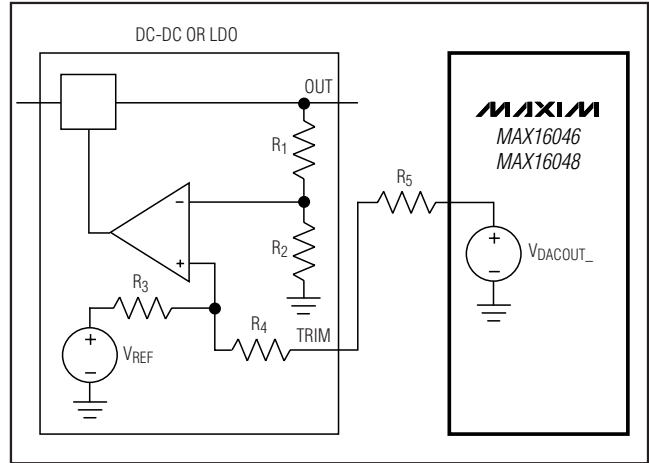 DC-DC OR LDO
OUT
R1
R2
R3
R4
TRIM
VREF
R5
MAXIM
MAX16046
MAX16048
VDACOUT_
+
−
+
−
−
+